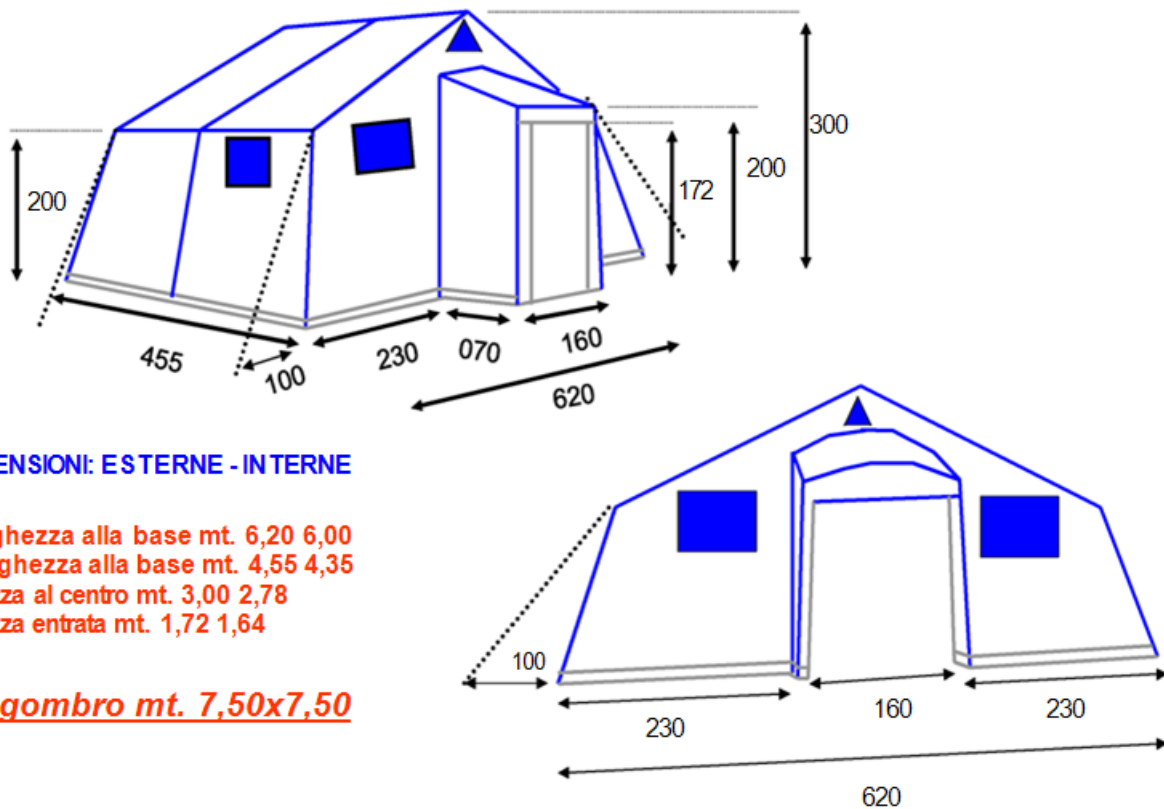 300
200
172
200
455
100
230
070
160
620
ENSIONI: ESTERNE - INTERNE
ghezza alla base mt. 6,20 6,00
ghezza alla base mt. 4,55 4,35
za al centro mt. 3,00 2,78
za entrata mt. 1,72 1,64
gombro mt. 7,50x7,50
100
230
160
230
620